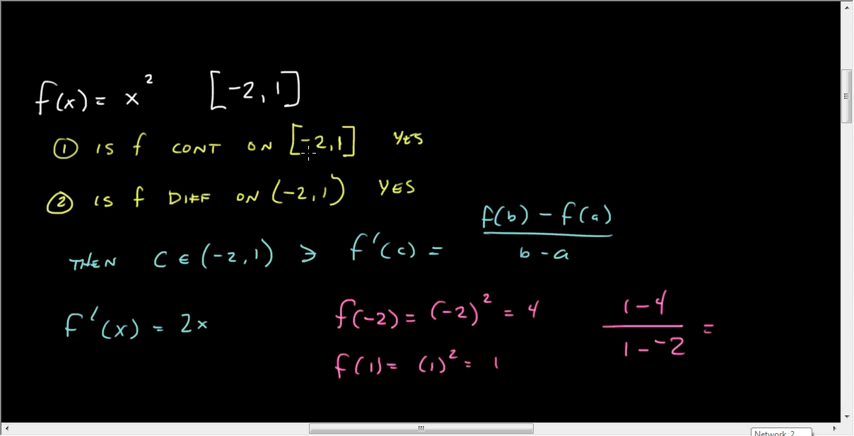 f(x) = x² [-2, 1]
① IS f CONT ON [-2, 1] YES
② IS f DIFF ON (-2, 1) YES
THEN C ∈ (-2, 1) ∋ f'(c) = f(b) - f(a) / b - a
f'(x) = 2x
f(-2) = (-2)² = 4
f(1) = (1)² = 1
1 - 4 / 1 - -2 =
Network 2